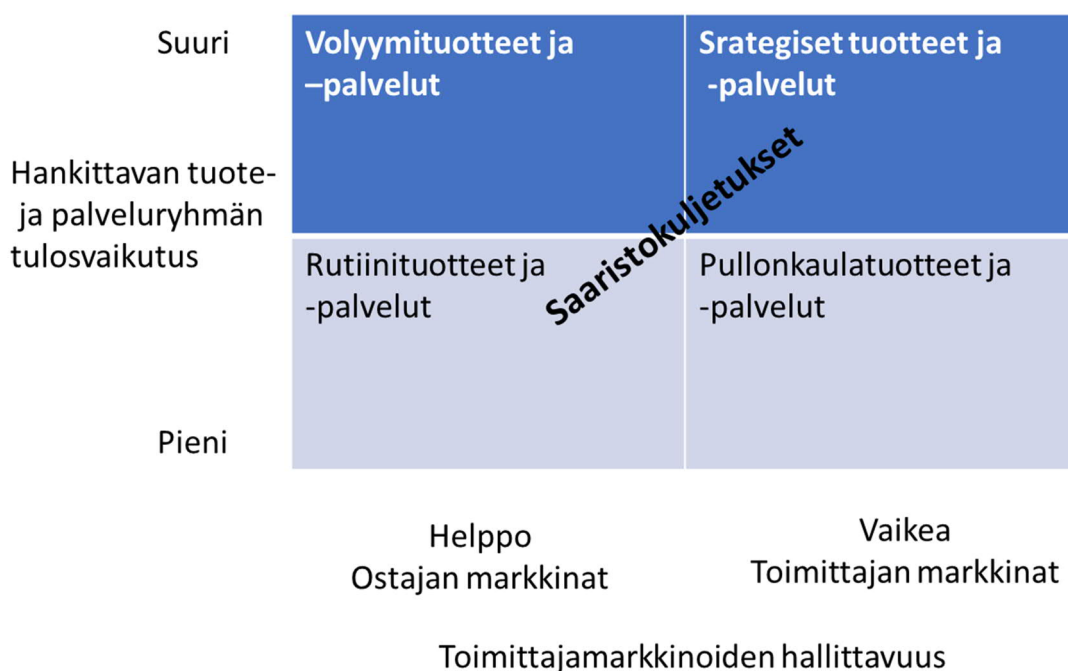 Suuri
Volyymituotteet ja
–palvelut
Srategiset tuotteet ja
-palvelut
Hankittavan tuote-
ja palveluryhmän
tulosvaikutus
Saaristokuljetukset
Rutiinituotteet ja
-palvelut
Pullonkaulatuotteet ja
-palvelut
Pieni
Helppo
Ostajan markkinat
Vaikea
Toimittajan markkinat
Toimittajamarkkinoiden hallittavuus